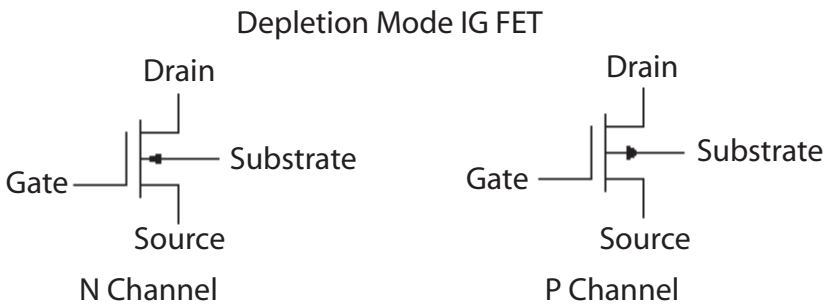 Depletion Mode IG FET
Drain
Substrate
Gate
Source
N Channel
Drain
Substrate
Gate
Source
P Channel